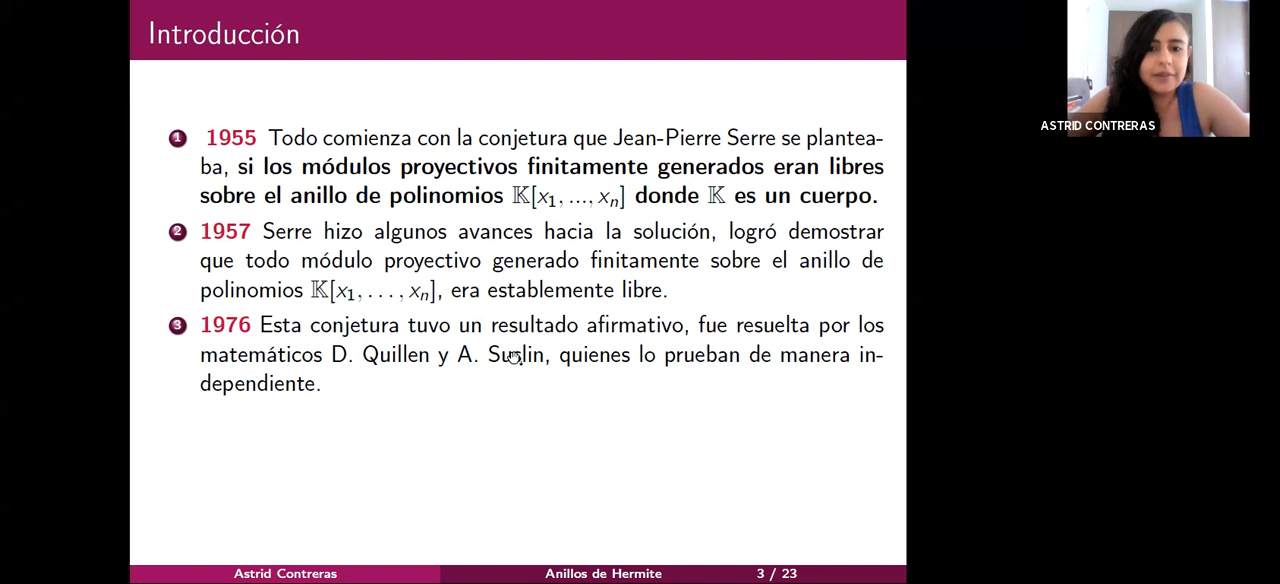 Introducción
1 1955 Todo comienza con la conjetura que Jean-Pierre Serre se plantea-
ba, si los módulos proyectivos finitamente generados eran libres
sobre el anillo de polinomios 𝕂[x₁, ..., xₙ] donde 𝕂 es un cuerpo.
2 1957 Serre hizo algunos avances hacia la solución, logró demostrar
que todo módulo proyectivo generado finitamente sobre el anillo de
polinomios 𝕂[x₁, . . . , xₙ], era establemente libre.
3 1976 Esta conjetura tuvo un resultado afirmativo, fue resuelta por los
matemáticos D. Quillen y A. Suslin, quienes lo prueban de manera in-
dependiente.
ASTRID CONTRERAS
Astrid Contreras Anillos de Hermite 3 / 23